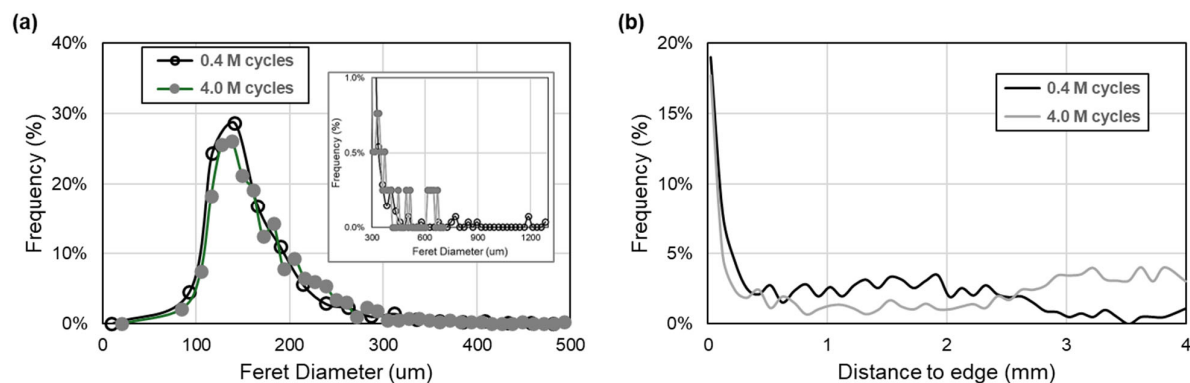 (a)
40%
30%
20%
10%
0%
Frequency (%)
0.4 M cycles
4.0 M cycles
1.0%
0.5%
0.0%
Frequency (%)
300 600 900 1200
Feret Diameter (um)
0 100 200 300 400 500
Feret Diameter (um)
(b)
20%
15%
10%
5%
0%
Frequency (%)
0.4 M cycles
4.0 M cycles
0 1 2 3 4
Distance to edge (mm)